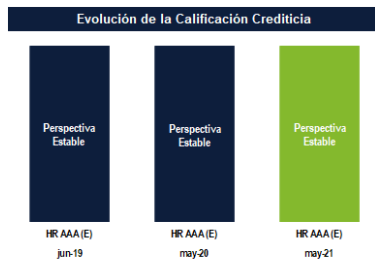 Evolución de la Calificación Crediticia
Perspectiva
Estable
Perspectiva
Estable
Perspectiva
Estable
HR AAA (E)
HR AAA (E)
HR AAA (E)
jun-19
may-20
may-21